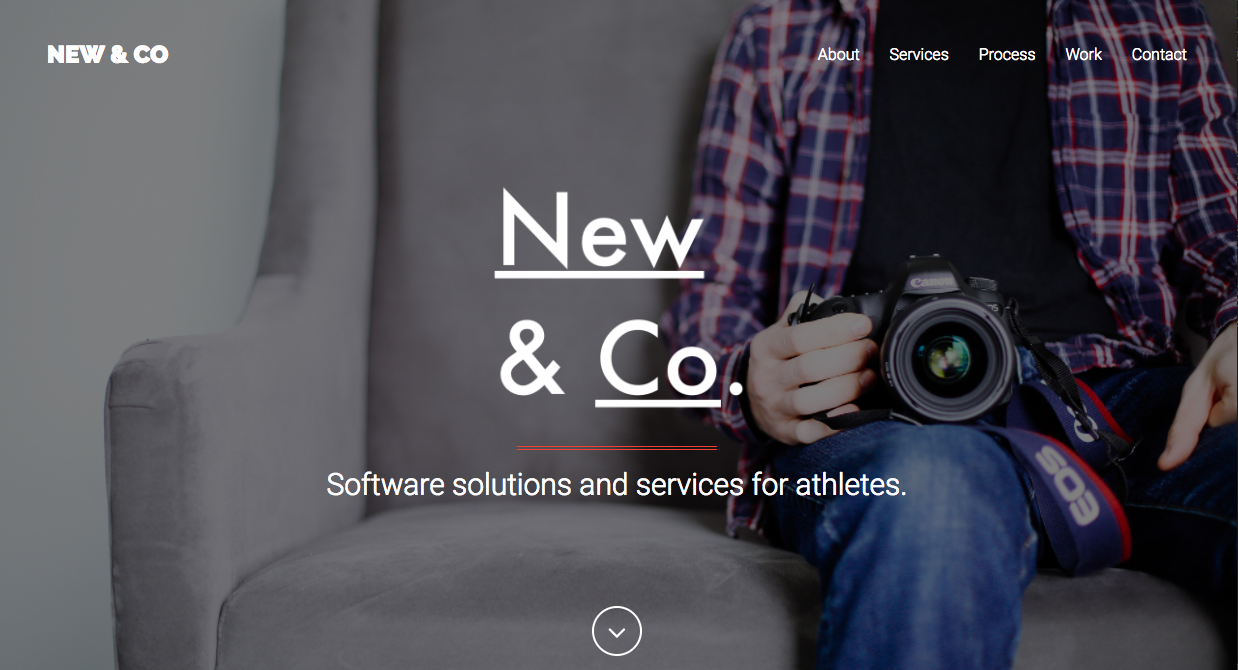 NEW & CO
About Services Process Work Contact
New
& Co.
Software solutions and services for athletes.
Canon
EOS